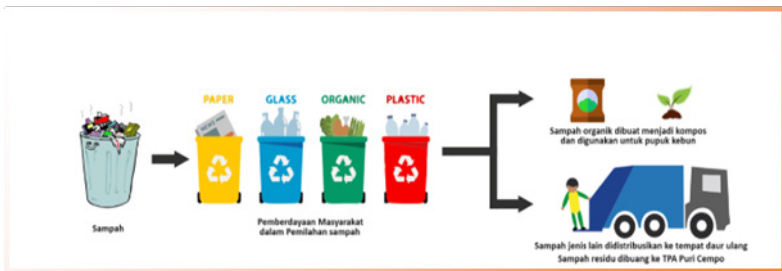 Sampah
PAPER
GLASS
ORGANIC
PLASTIC
Pemberdayaan Masyarakat
dalam Pemilahan sampah
Sampah organik dibuat menjadi kompos
dan digunakan untuk pupuk kebun
Sampah jenis lain didistribusikan ke tempat daur ulang
Sampah residu dibuang ke TPA Puri Cempo